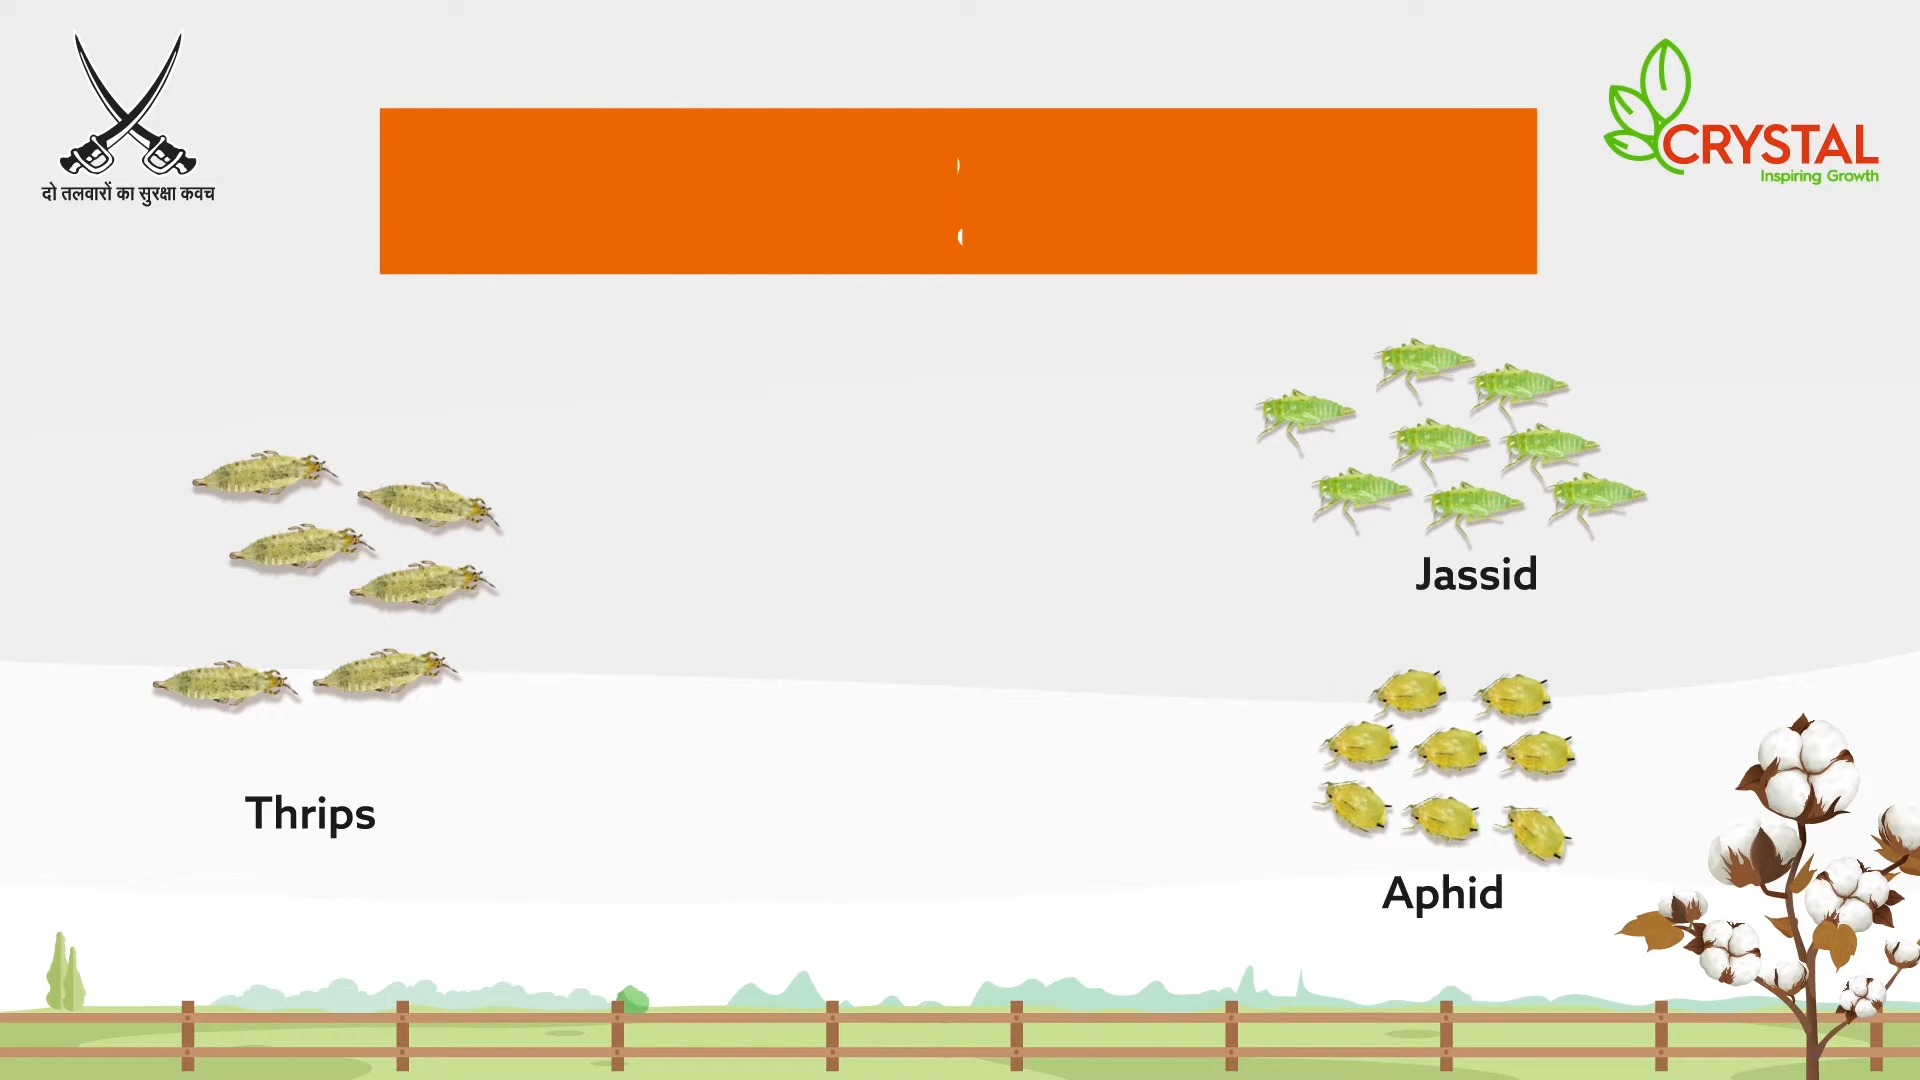 दो तलवारों का सुरक्षा कवच
CRYSTAL
Inspiring Growth
Jassid
Thrips
Aphid